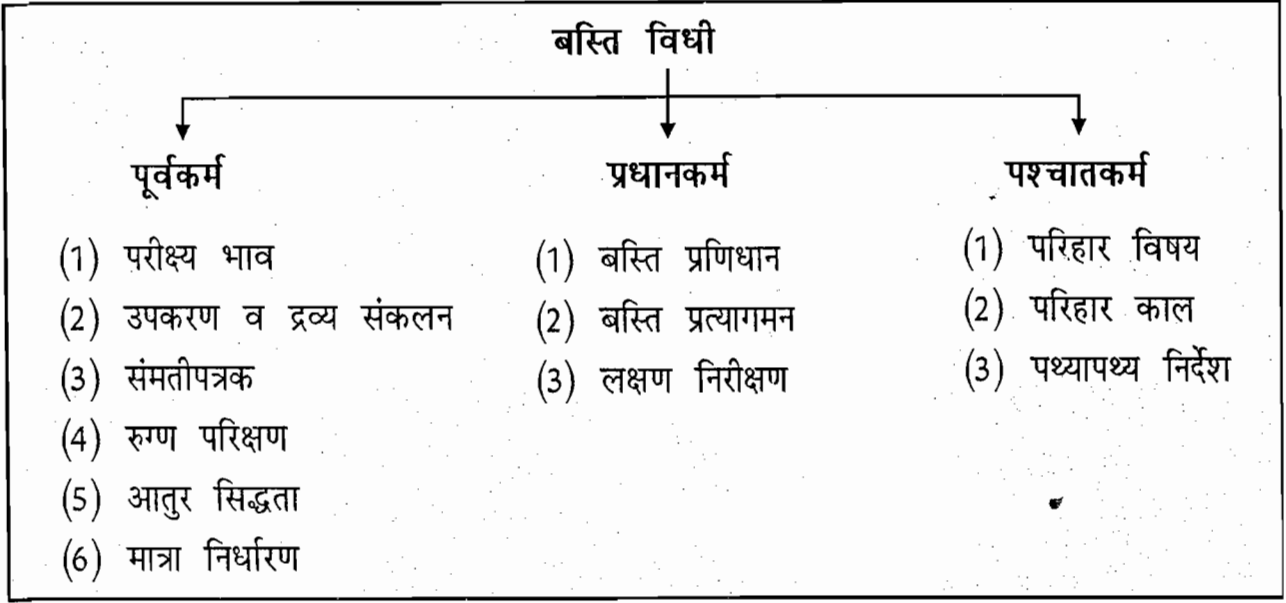 बस्ति विधी
पूर्वकर्म
(1) परीक्ष्य भाव
(2) उपकरण व द्रव्य संकलन
(3) संमतीपत्रक
(4) रुग्ण परिक्षण
(5) आतुर सिद्धता
(6) मात्रा निर्धारण
प्रधानकर्म
(1) बस्ति प्रणिधान
(2) बस्ति प्रत्यागमन
(3) लक्षण निरीक्षण
पश्चातकर्म
(1) परिहार विषय
(2) परिहार काल
(3) पथ्यापथ्य निर्देश